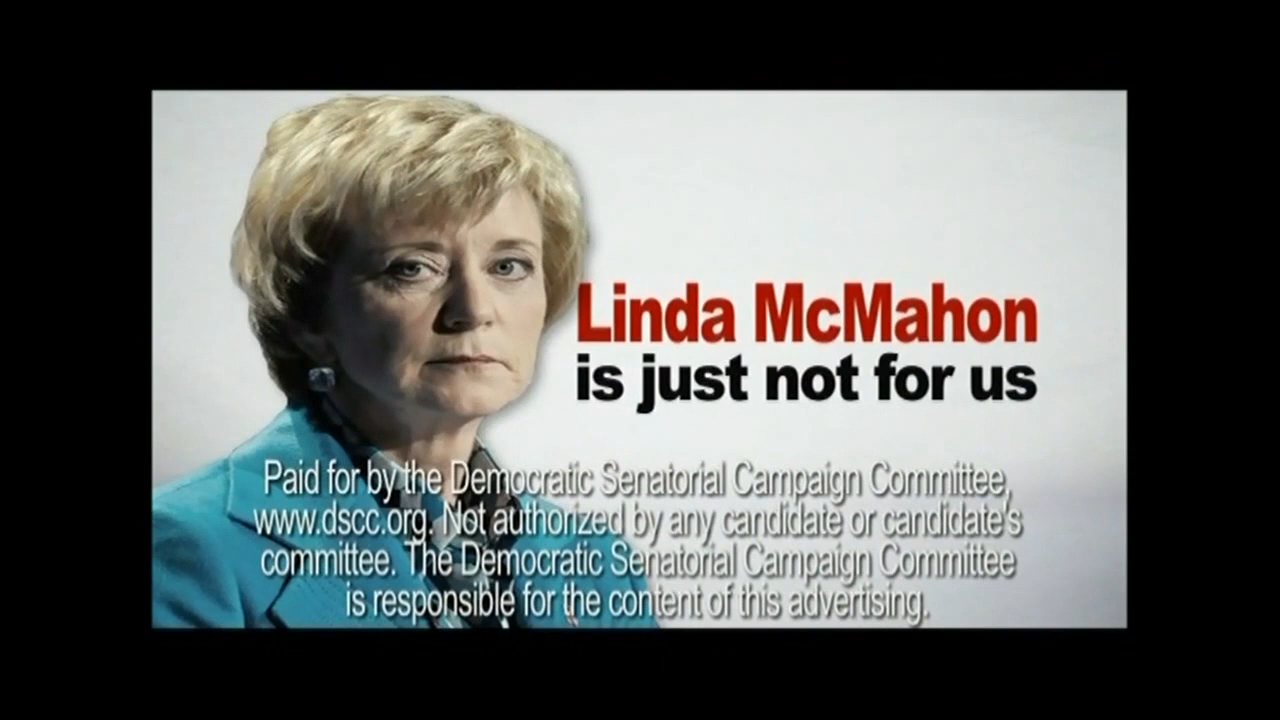 Linda McMahon
is just not for us
Paid for by the Democratic Senatorial Campaign Committee,
www.dscc.org. Not authorized by any candidate or candidate's
committee. The Democratic Senatorial Campaign Committee
is responsible for the content of this advertising.